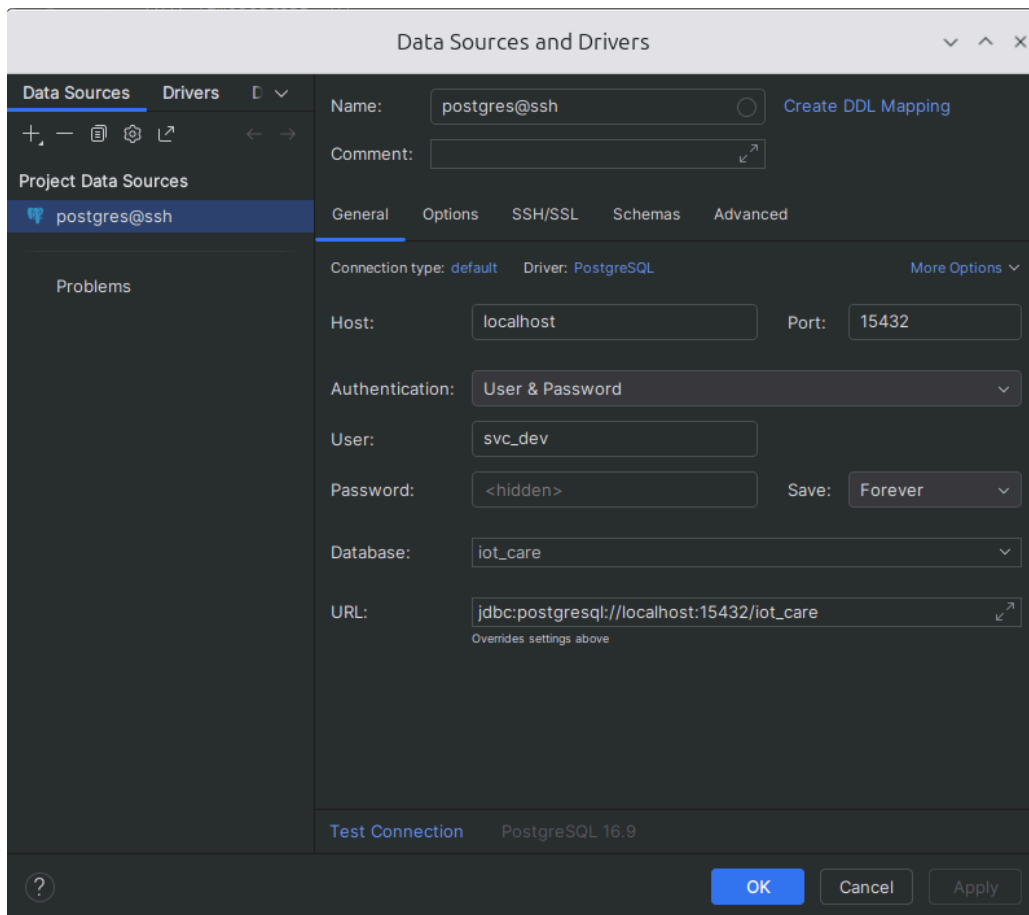 Data Sources and Drivers
Data Sources Drivers D
Project Data Sources
postgres@ssh
Problems
Name: postgres@ssh Create DDL Mapping
Comment:
General Options SSH/SSL Schemas Advanced
Connection type: default Driver: PostgreSQL More Options
Host: localhost Port: 15432
Authentication: User & Password
User: svc_dev
Password: <hidden> Save: Forever
Database: iot_care
URL: jdbc:postgresql://localhost:15432/iot_care
Overrides settings above
Test Connection PostgreSQL 16.9
? OK Cancel Apply